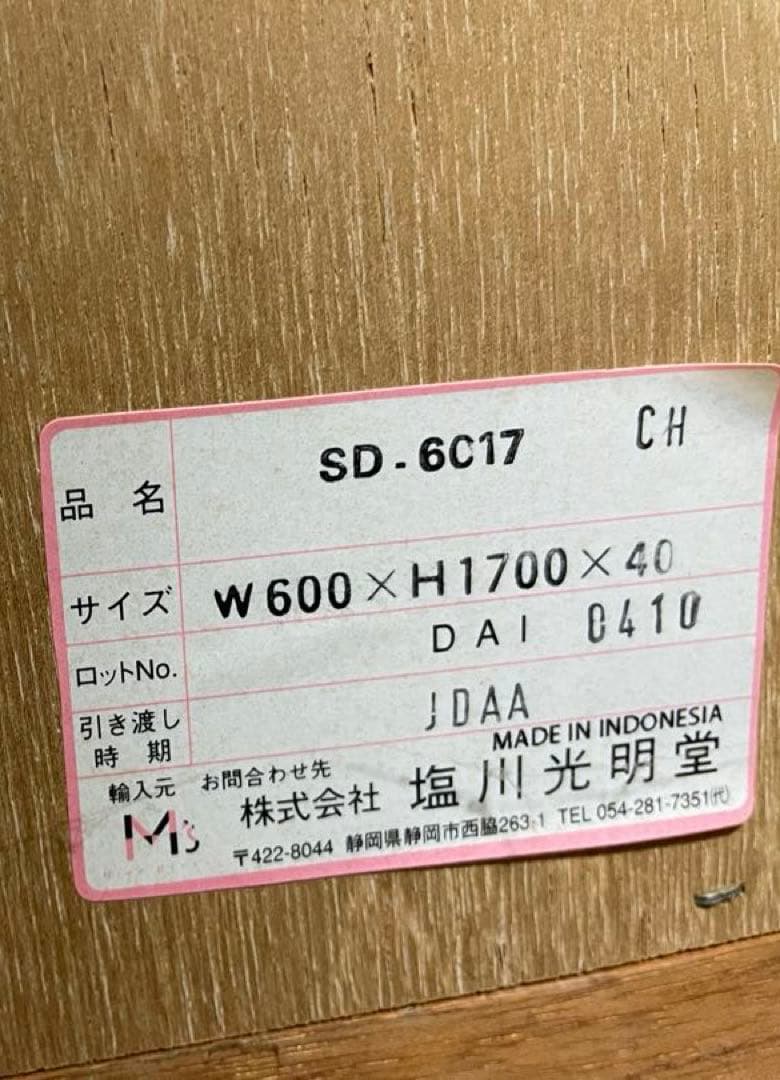 品名 SD-6C17 CH
サイズ W600×H1700×40
ロットNo. DAI 0410
引き渡し時期 JDAA
MADE IN INDONESIA
輸入元 お問合わせ先
M's 株式会社 塩川光明堂
〒422-8044 静岡県静岡市西脇263-1 TEL 054-281-7351(代)